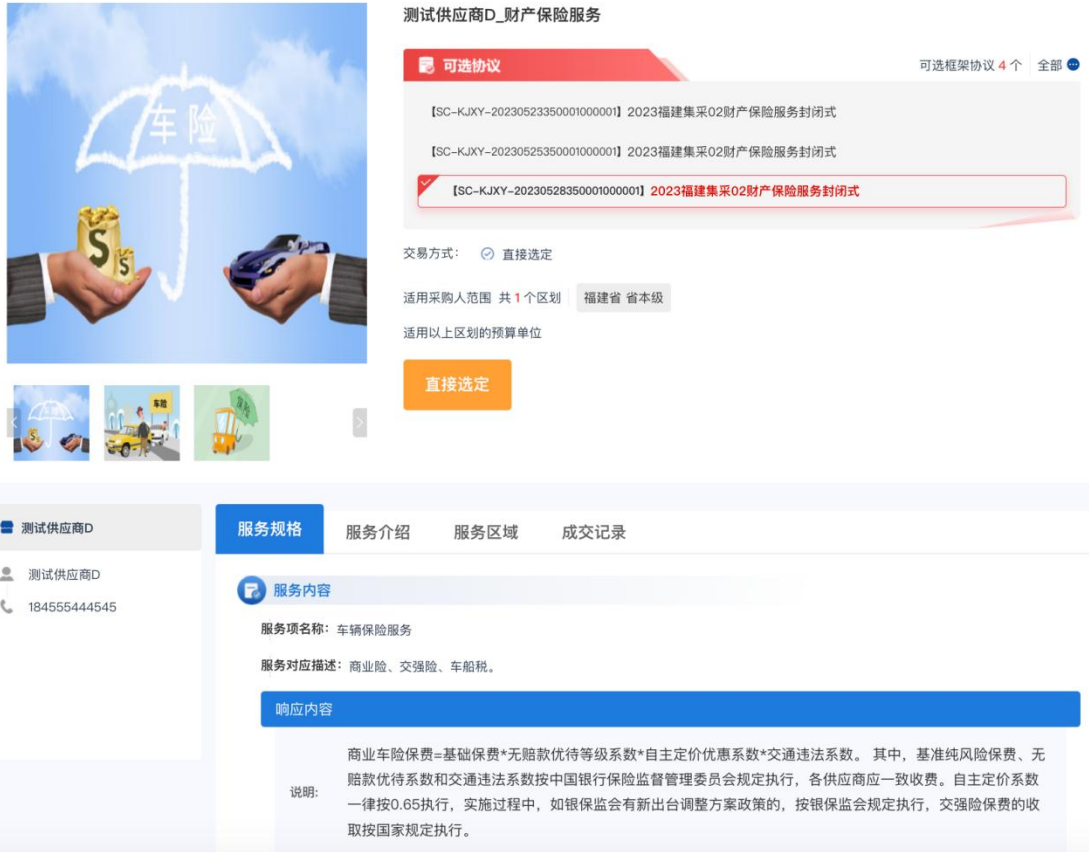 测试供应商D_财产保险服务
可选协议
可选框架协议 4 个 全部
【SC-KJXY-20230523350001000001】2023福建集采02财产保险服务封闭式
【SC-KJXY-20230525350001000001】2023福建集采02财产保险服务封闭式
【SC-KJXY-20230528350001000001】2023福建集采02财产保险服务封闭式
交易方式： 直接选定
适用采购人范围 共1个区划 福建省 省本级
适用以上区划的预算单位
直接选定
车险
$
$
车险
车险
保险
测试供应商D
测试供应商D
184555444545
服务规格 服务介绍 服务区域 成交记录
服务内容
服务项名称：车辆保险服务
服务对应描述：商业险、交强险、车船税。
响应内容
说明:
商业车险保费=基础保费*无赔款优待等级系数*自主定价优惠系数*交通违法系数。 其中，基准纯风险保费、无
赔款优待系数和交通违法系数按中国银行保险监督管理委员会规定执行，各供应商应一致收费。自主定价系数
一律按0.65执行，实施过程中，如银保监会有新出台调整方案政策的，按银保监会规定执行，交强险保费的收
取按国家规定执行。